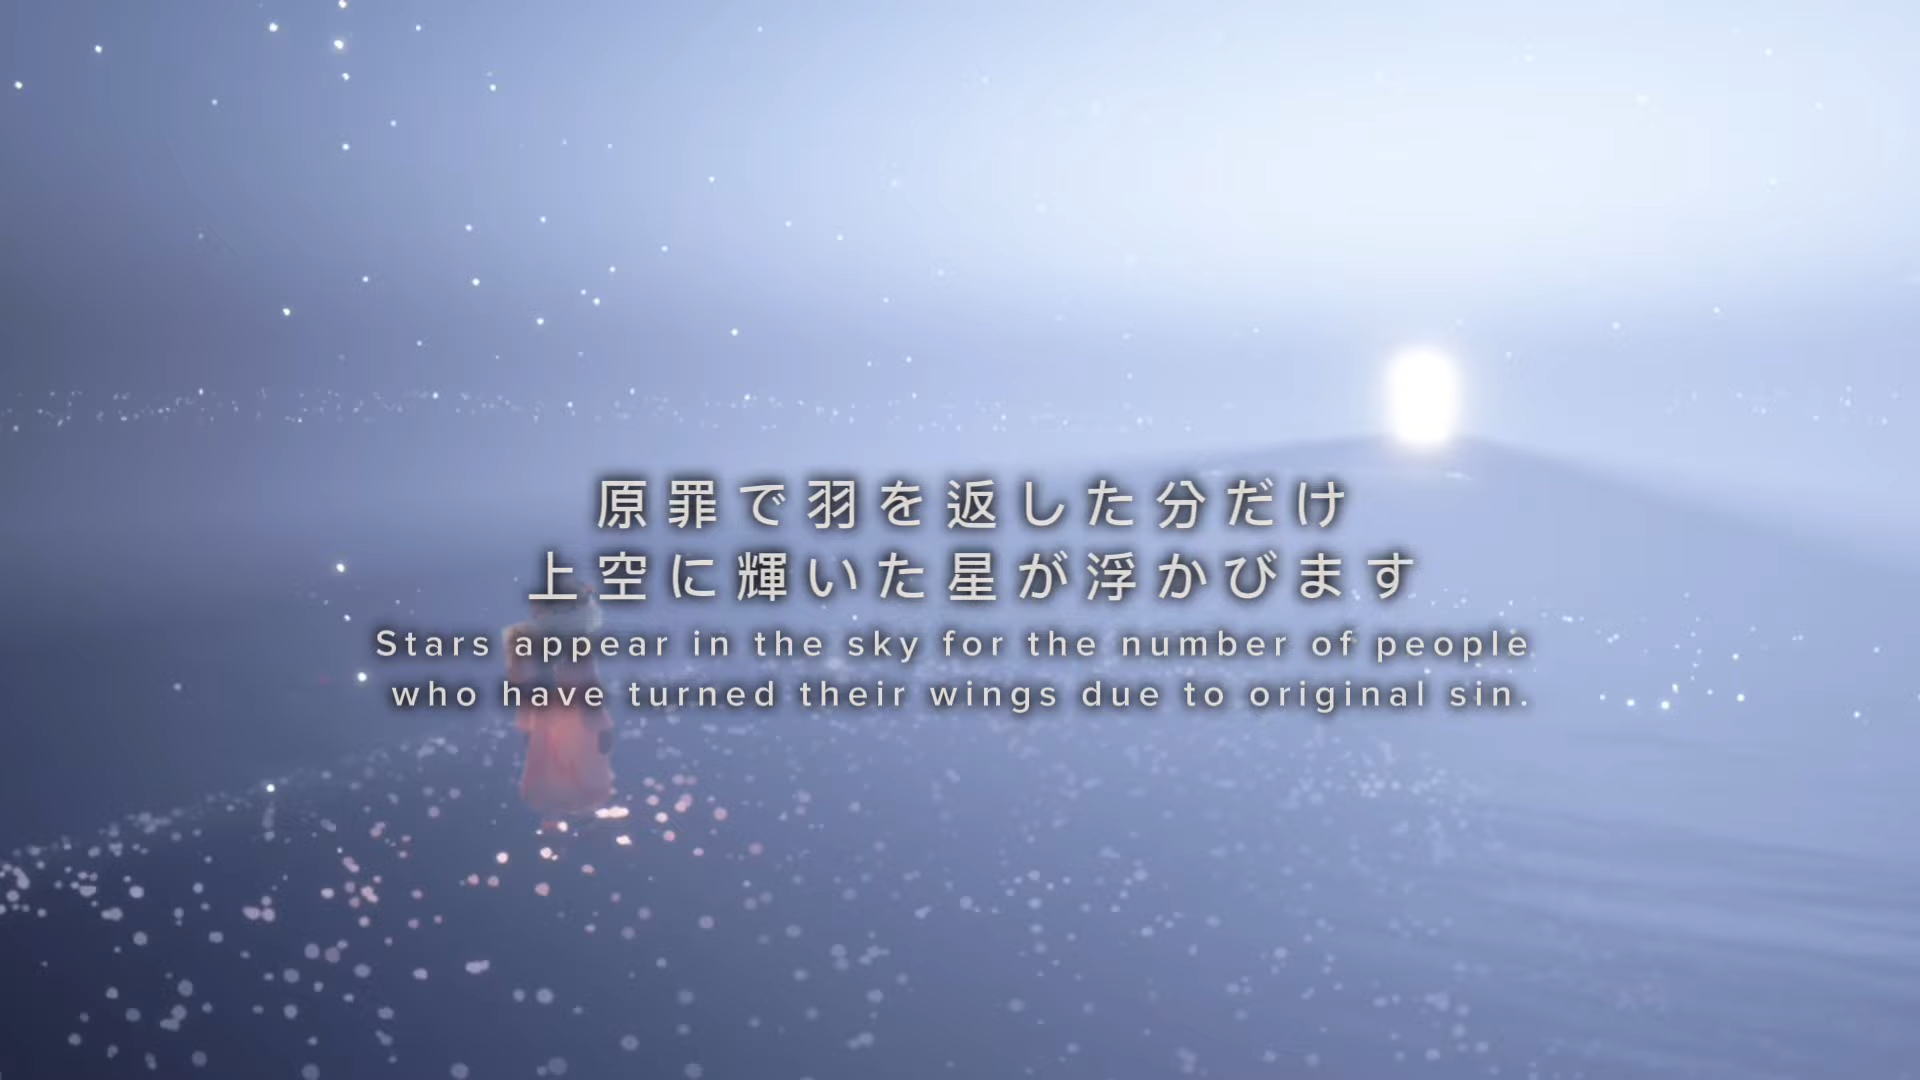 原罪で羽を返した分だけ
上空に輝いた星が浮かびます
Stars appear in the sky for the number of people
who have turned their wings due to original sin.